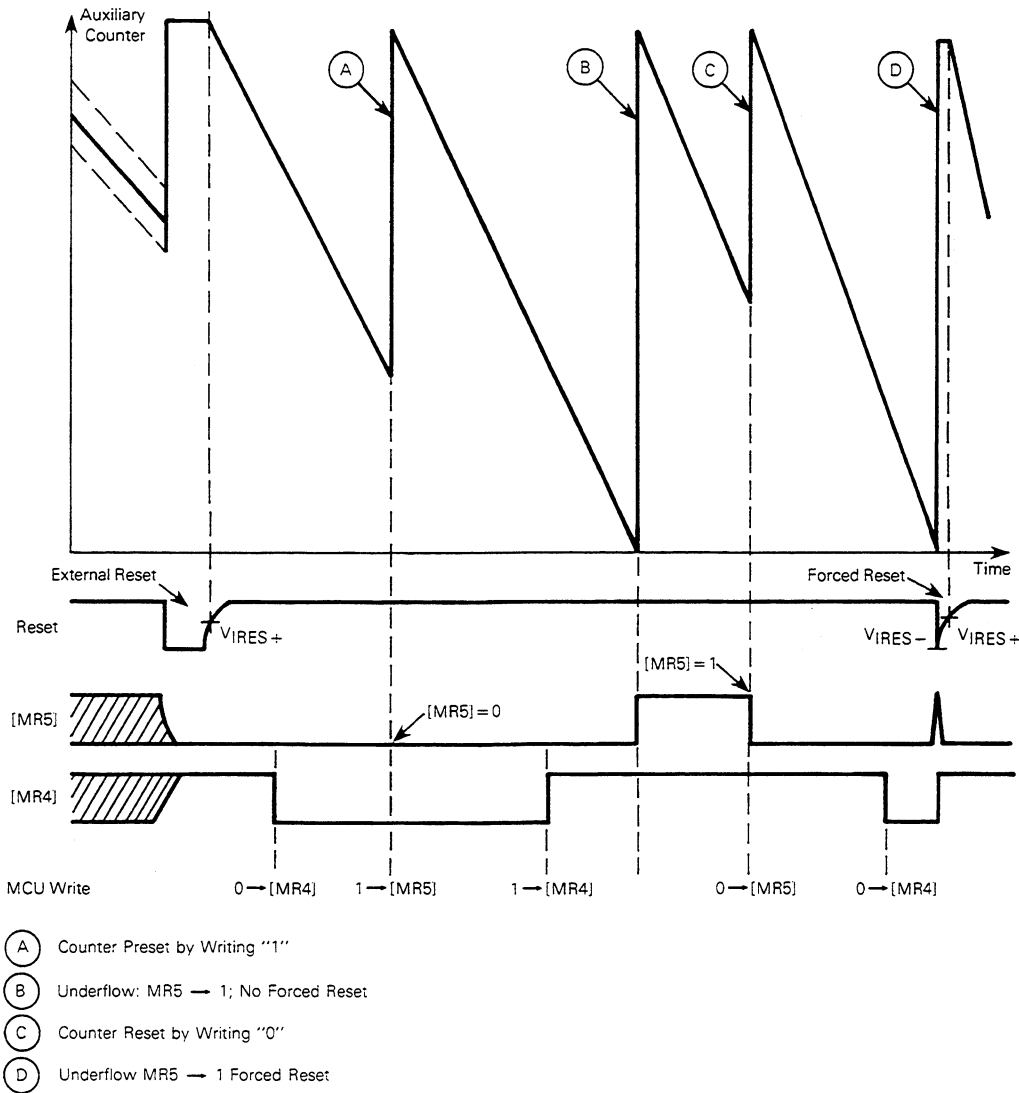 Auxiliary
Counter
A
B
C
D
Time
External Reset
Forced Reset
Reset
VIRES+
VIRES−
VIRES+
[MR5] = 1
[MR5]
[MR5] = 0
[MR4]
MCU Write
0 → [MR4]
1 → [MR5]
1 → [MR4]
0 → [MR5]
0 → [MR4]
A Counter Preset by Writing "1"
B Underflow: MR5 → 1; No Forced Reset
C Counter Reset by Writing "0"
D Underflow MR5 → 1 Forced Reset